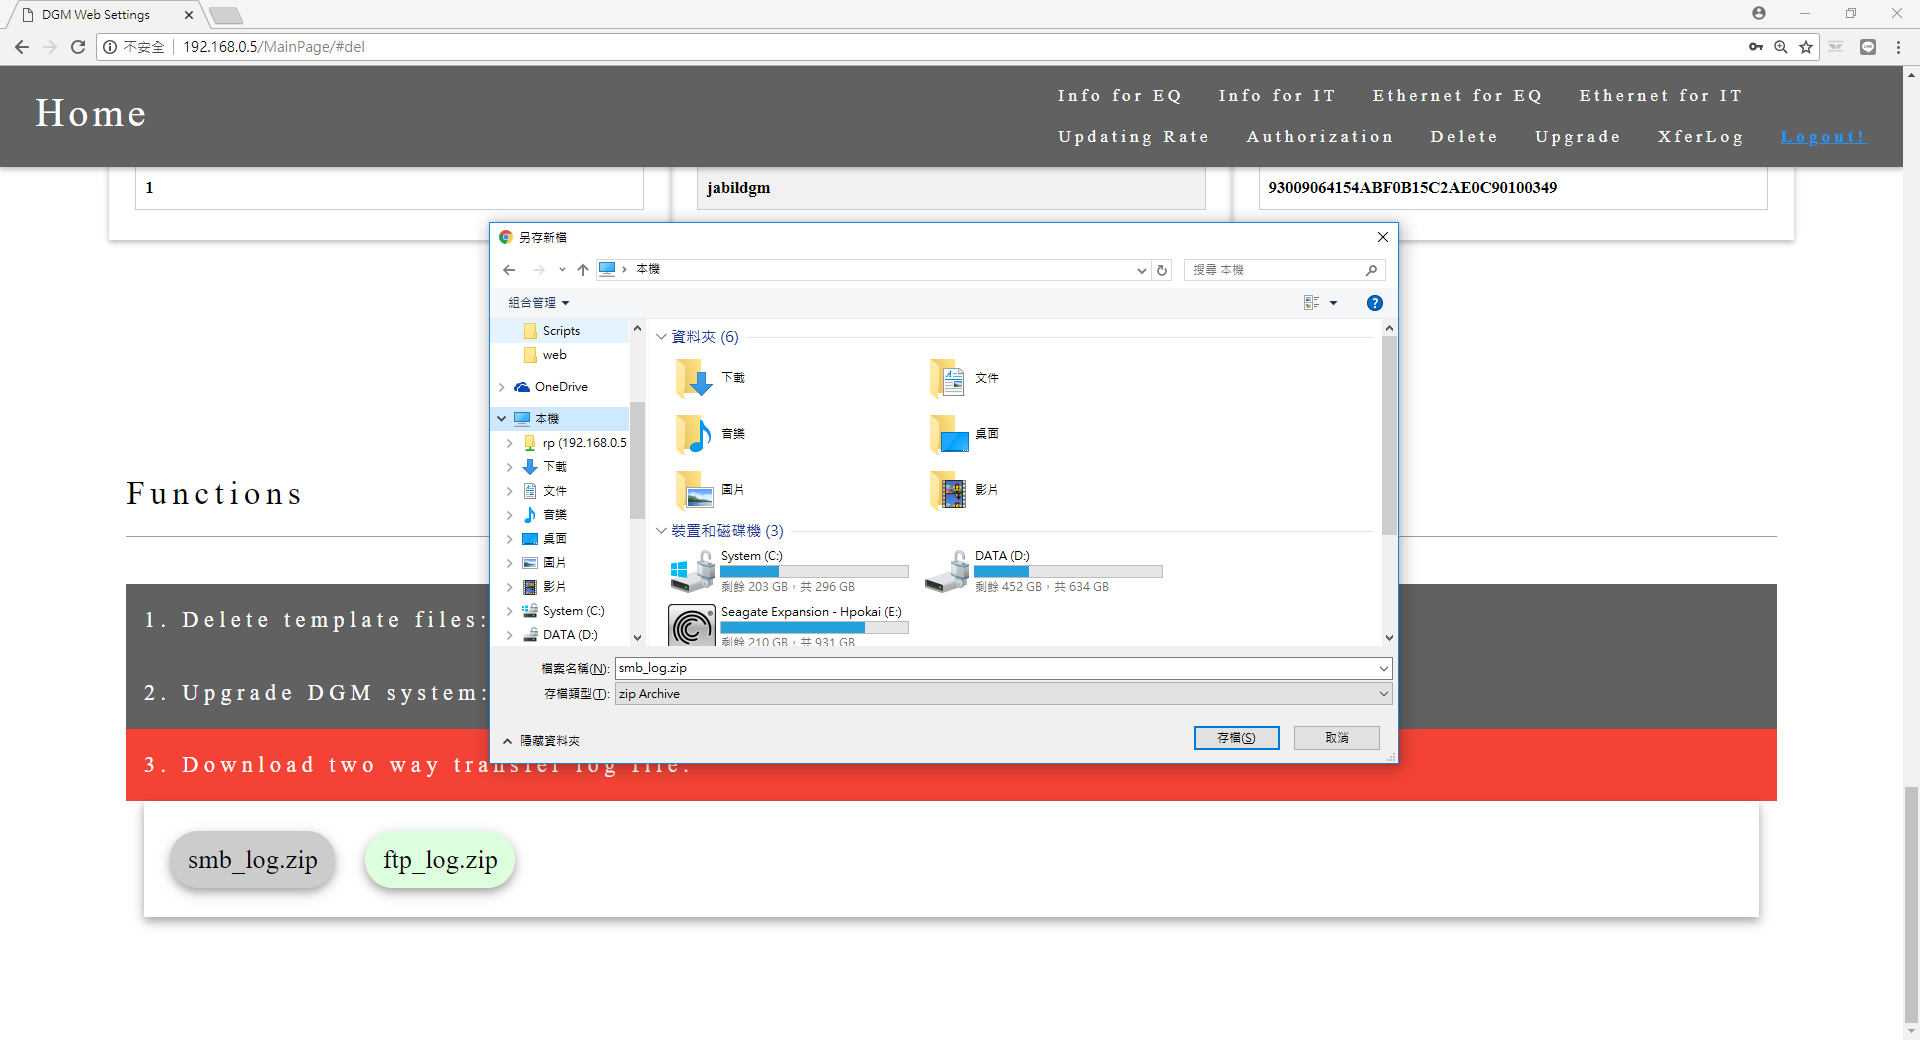 DGM Web Settings
不安全 192.168.0.5/MainPage/#del
Home
Info for EQ Info for IT Ethernet for EQ Ethernet for IT
Updating Rate Authorization Delete Upgrade XferLog Logout!
1 jabildgm 93009064154ABF0B15C2AE0C90100349
另存新檔
本機
搜尋 本機
組合管理
Scripts
web
OneDrive
本機
rp (192.168.0.5
下載
文件
音樂
桌面
圖片
影片
System (C:)
DATA (D:)
資料夾 (6)
下載
文件
音樂
桌面
圖片
影片
裝置和磁碟機 (3)
System (C:)
剩餘 203 GB，共 296 GB
DATA (D:)
剩餘 452 GB，共 634 GB
Seagate Expansion - Hpokai (E:)
剩餘 210 GB，共 931 GB
檔案名稱(N): smb_log.zip
存檔類型(T): zip Archive
隱藏資料夾
存檔(S)
取消
Functions
1. Delete template files:
2. Upgrade DGM system:
3. Download two way transfer log file:
smb_log.zip ftp_log.zip